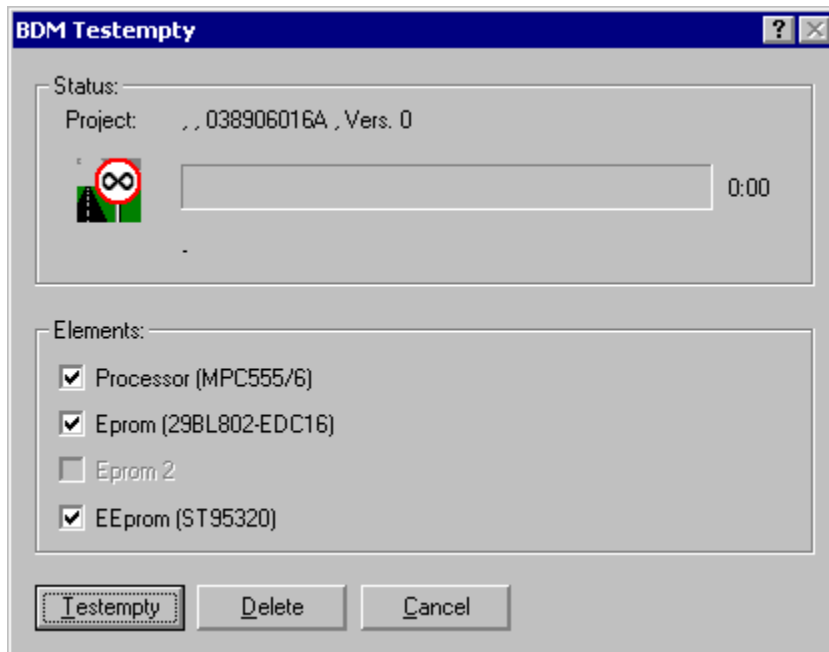 BDM Testempty
Status:
Project: , , 038906016A , Vers. 0
0:00
-
Elements:
Processor (MPC555/6)
Eprom (29BL802-EDC16)
Eprom 2
EEprom (ST95320)
Testempty Delete Cancel